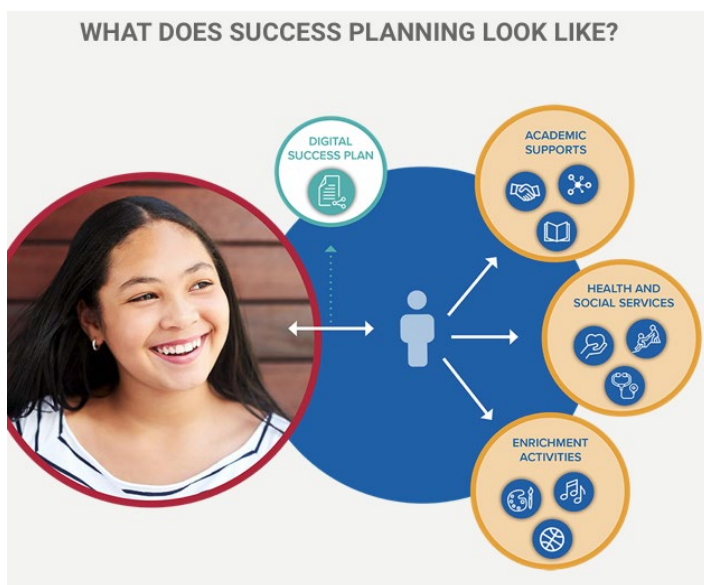 WHAT DOES SUCCESS PLANNING LOOK LIKE?
DIGITAL
SUCCESS PLAN
ACADEMIC
SUPPORTS
HEALTH AND
SOCIAL SERVICES
ENRICHMENT
ACTIVITIES